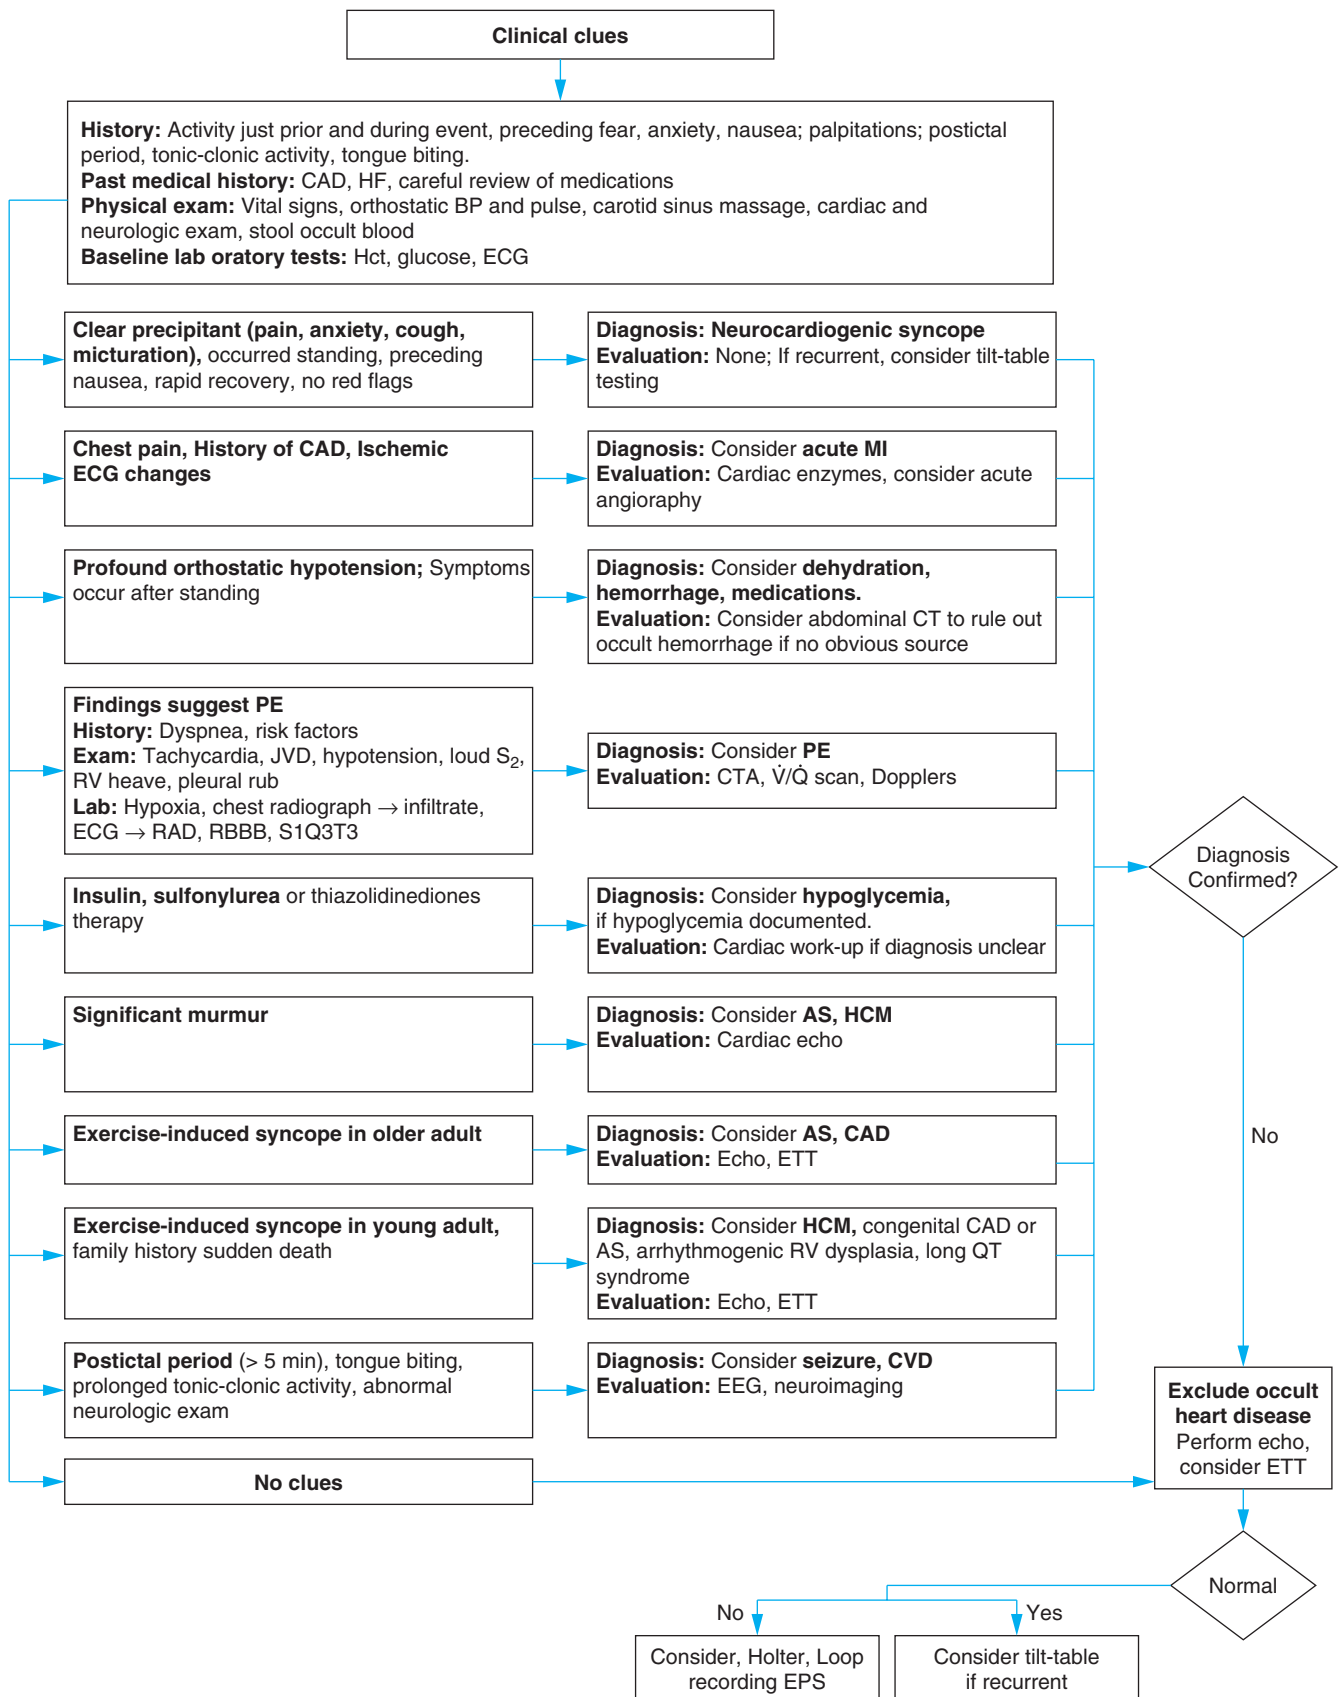 Clinical clues
History: Activity just prior and during event, preceding fear, anxiety, nausea; palpitations; postictal
period, tonic-clonic activity, tongue biting.
Past medical history: CAD, HF, careful review of medications
Physical exam: Vital signs, orthostatic BP and pulse, carotid sinus massage, cardiac and
neurologic exam, stool occult blood
Baseline lab oratory tests: Hct, glucose, ECG
Clear precipitant (pain, anxiety, cough,
micturation), occurred standing, preceding
nausea, rapid recovery, no red flags
Diagnosis: Neurocardiogenic syncope
Evaluation: None; If recurrent, consider tilt-table
testing
Chest pain, History of CAD, Ischemic
ECG changes
Diagnosis: Consider acute MI
Evaluation: Cardiac enzymes, consider acute
angioraphy
Profound orthostatic hypotension; Symptoms
occur after standing
Diagnosis: Consider dehydration,
hemorrhage, medications.
Evaluation: Consider abdominal CT to rule out
occult hemorrhage if no obvious source
Findings suggest PE
History: Dyspnea, risk factors
Exam: Tachycardia, JVD, hypotension, loud S₂,
RV heave, pleural rub
Lab: Hypoxia, chest radiograph → infiltrate,
ECG → RAD, RBBB, S1Q3T3
Diagnosis: Consider PE
Evaluation: CTA, V̇/Q̇ scan, Dopplers
Diagnosis
Confirmed?
Insulin, sulfonylurea or thiazolidinediones
therapy
Diagnosis: Consider hypoglycemia,
if hypoglycemia documented.
Evaluation: Cardiac work-up if diagnosis unclear
Significant murmur
Diagnosis: Consider AS, HCM
Evaluation: Cardiac echo
Exercise-induced syncope in older adult
Diagnosis: Consider AS, CAD
Evaluation: Echo, ETT
No
Exercise-induced syncope in young adult,
family history sudden death
Diagnosis: Consider HCM, congenital CAD or
AS, arrhythmogenic RV dysplasia, long QT
syndrome
Evaluation: Echo, ETT
Postictal period (> 5 min), tongue biting,
prolonged tonic-clonic activity, abnormal
neurologic exam
Diagnosis: Consider seizure, CVD
Evaluation: EEG, neuroimaging
Exclude occult
heart disease
Perform echo,
consider ETT
No clues
Normal
No
Yes
Consider, Holter, Loop
recording EPS
Consider tilt-table
if recurrent